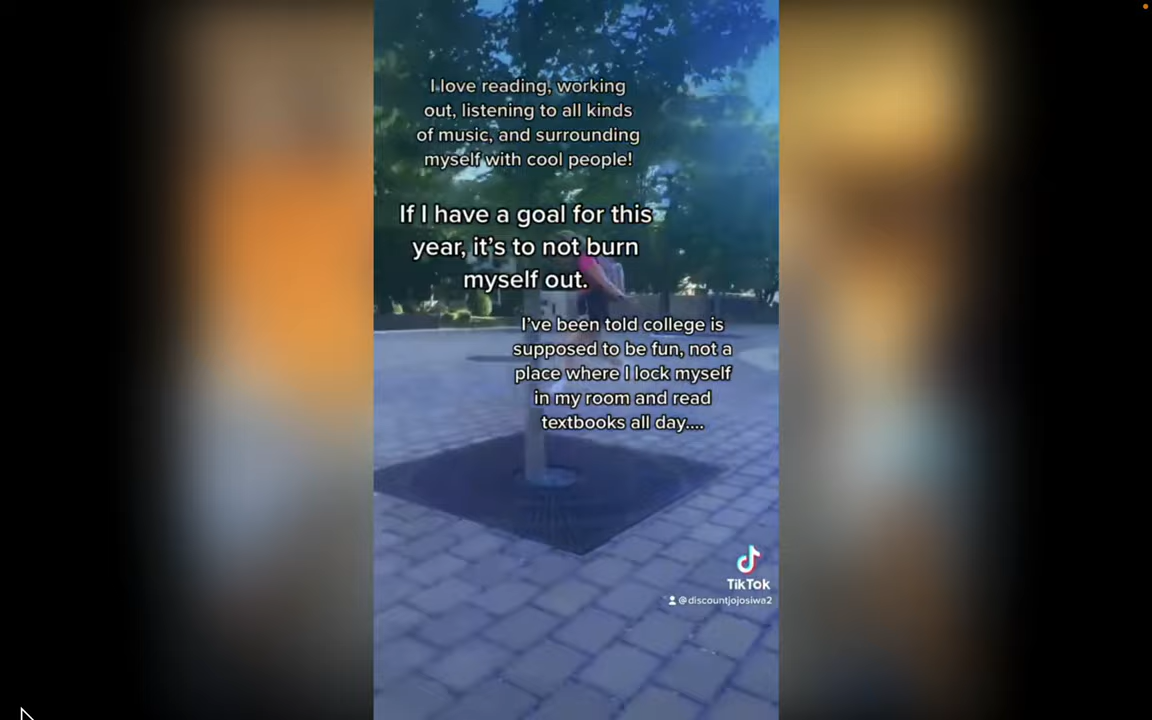 I love reading, working
out, listening to all kinds
of music, and surrounding
myself with cool people!
If I have a goal for this
year, it's to not burn
myself out.
I've been told college is
supposed to be fun, not a
place where I lock myself
in my room and read
textbooks all day....
TikTok
@discountjojosiwa2